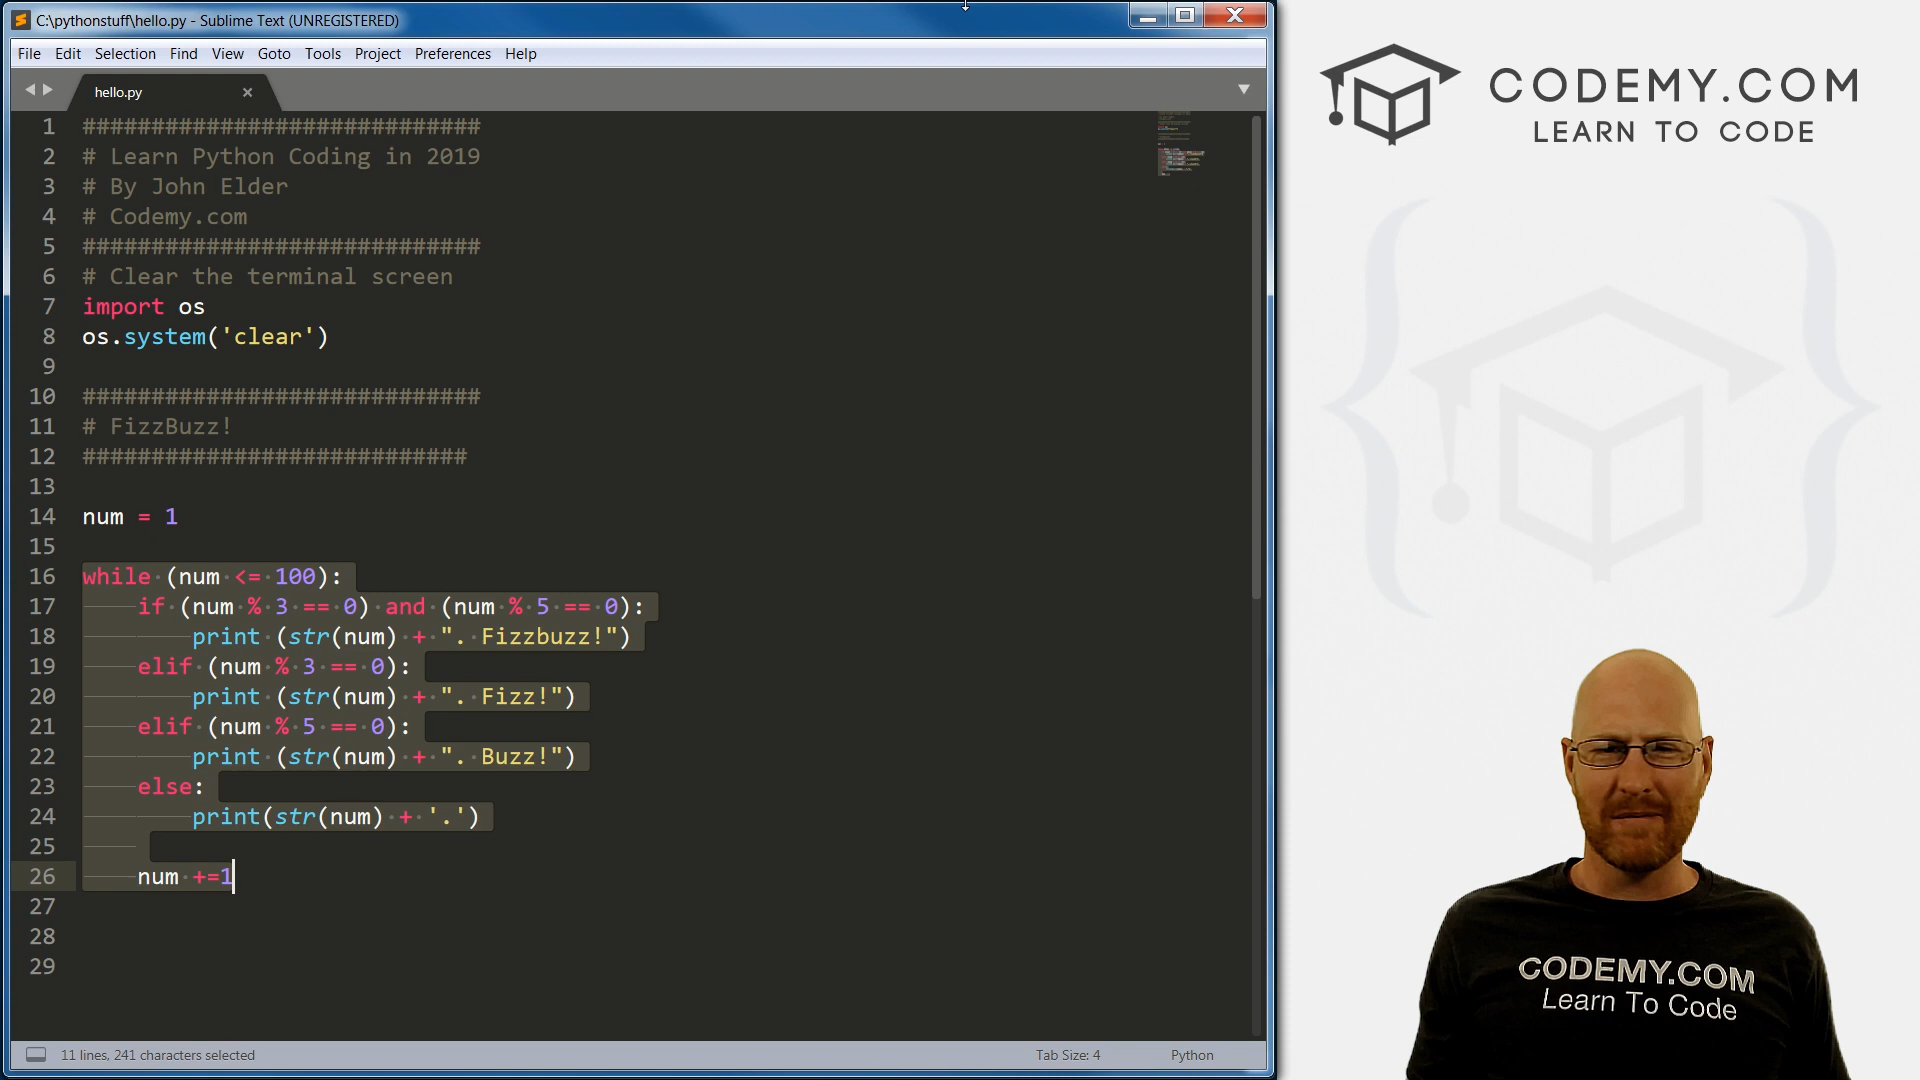 C:\pythonstuff\hello.py - Sublime Text (UNREGISTERED)
File Edit Selection Find View Goto Tools Project Preferences Help
hello.py
1 #############################
2 # Learn Python Coding in 2019
3 # By John Elder
4 # Codemy.com
5 #############################
6 # Clear the terminal screen
7 import os
8 os.system('clear')
9
10 #############################
11 # FizzBuzz!
12 ############################
13
14 num = 1
15
16 while (num <= 100):
17 if (num % 3 == 0) and (num % 5 == 0):
18 print (str(num) + ". Fizzbuzz!")
19 elif (num % 3 == 0):
20 print (str(num) + ". Fizz!")
21 elif (num % 5 == 0):
22 print (str(num) + ". Buzz!")
23 else:
24 print(str(num) + '.')
25
26 num +=1
27
28
29
11 lines, 241 characters selected
Tab Size: 4
Python
CODEMY.COM
LEARN TO CODE
CODEMY.COM
Learn To Code